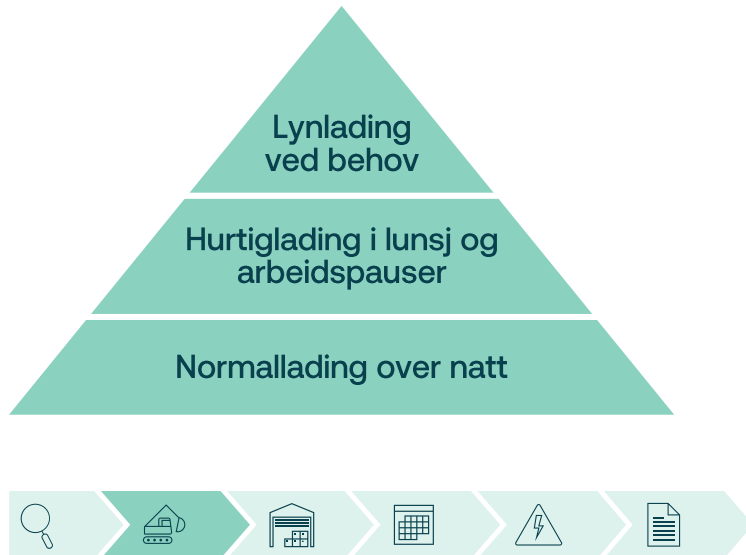 Lynlading
ved behov
Hurtiglading i lunsj og
arbeidspauser
Normallading over natt